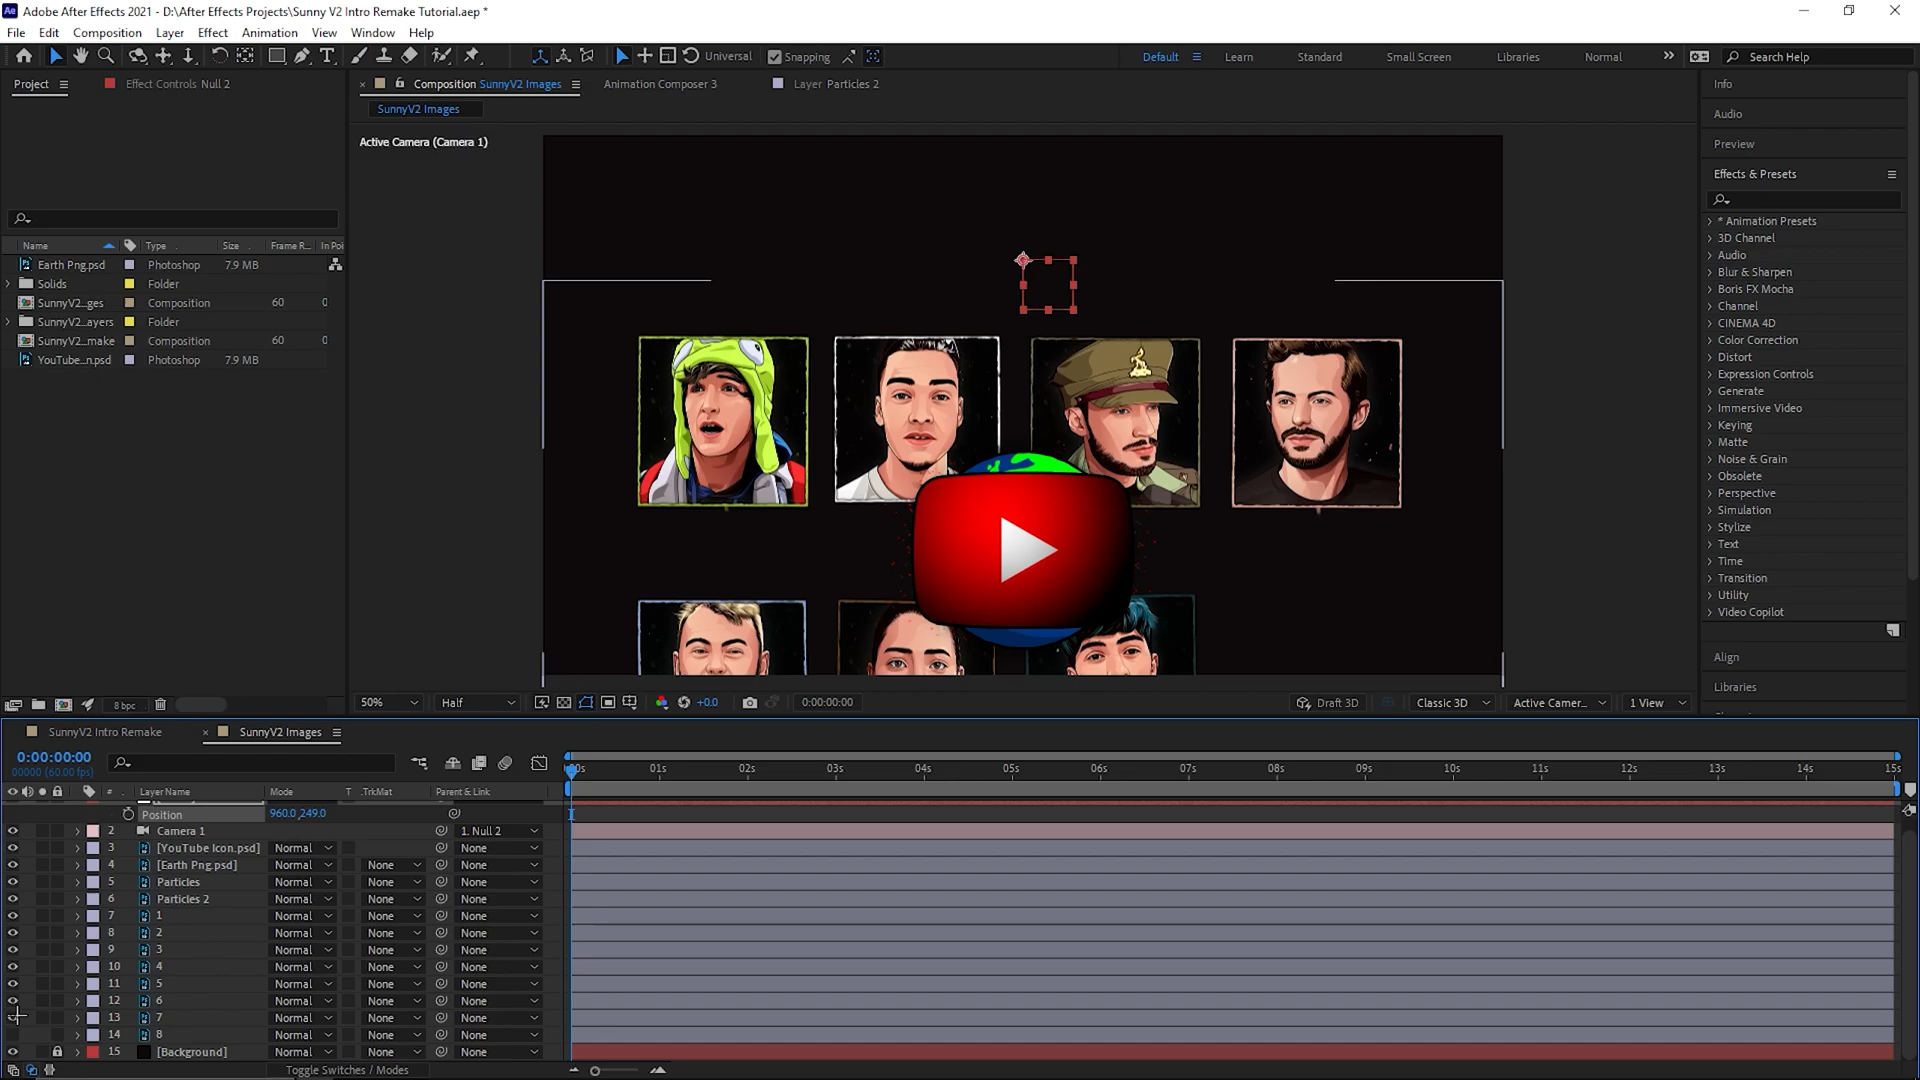 Adobe After Effects 2021 - D:\After Effects Projects\Sunny V2 Intro Remake Tutorial.aep *
File Edit Composition Layer Effect Animation View Window Help
Universal Snapping Default Learn Standard Small Screen Libraries Normal Search Help
Project Effect Controls Null 2
Composition SunnyV2 Images Animation Composer 3 Layer Particles 2
SunnyV2 Images
Active Camera (Camera 1)
Name Type Size Frame R... In Poi
Earth Png.psd Photoshop 7.9 MB
Solids Folder
SunnyV2...ges Composition 60 0
SunnyV2...ayers Folder
SunnyV2...make Composition 60 0
YouTube...n.psd Photoshop 7.9 MB
8 bpc
50% Half +0.0 0:00:00:00 Draft 3D Classic 3D Active Camer... 1 View
Info
Audio
Preview
Effects & Presets
* Animation Presets
3D Channel
Audio
Blur & Sharpen
Boris FX Mocha
Channel
CINEMA 4D
Color Correction
Distort
Expression Controls
Generate
Immersive Video
Keying
Matte
Noise & Grain
Obsolete
Perspective
Simulation
Stylize
Text
Time
Transition
Utility
Video Copilot
Align
Libraries
SunnyV2 Intro Remake SunnyV2 Images
0:00:00:00
00000 (60.00 fps)
01s 02s 03s 04s 05s 06s 07s 08s 09s 10s 11s 12s 13s 14s 15s
# Layer Name Mode T .TrkMat Parent & Link
Position 960.0,249.0
2 Camera 1 1. Null 2
3 [YouTube Icon.psd] Normal None
4 [Earth Png.psd] Normal None None
5 Particles Normal None None
6 Particles 2 Normal None None
7 1 Normal None None
8 2 Normal None None
9 3 Normal None None
10 4 Normal None None
11 5 Normal None None
12 6 Normal None None
13 7 Normal None None
14 8 Normal None None
15 [Background] Normal None None
Toggle Switches / Modes